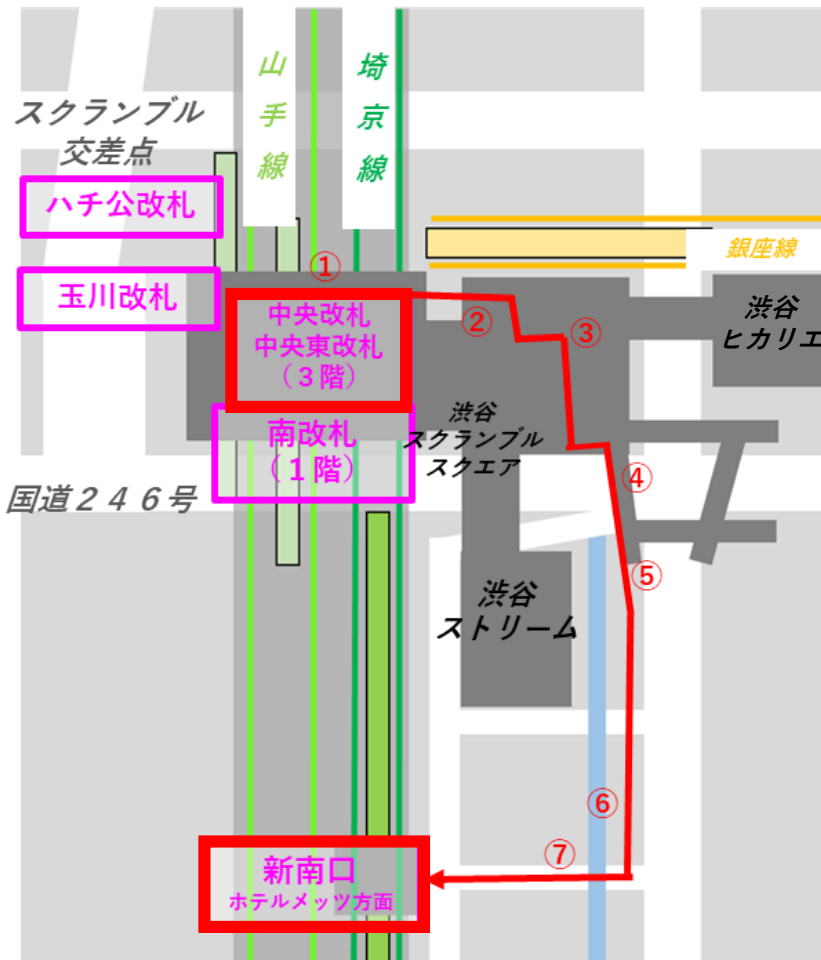 山手線
埼京線
スクランブル
交差点
ハチ公改札
玉川改札
銀座線
①
中央改札
中央東改札
（３階）
②
③
渋谷
ヒカリエ
南改札
（１階）
渋谷
スクランブル
スクエア
国道２４６号
④
⑤
渋谷
ストリーム
⑥
⑦
新南口
ホテルメッツ方面